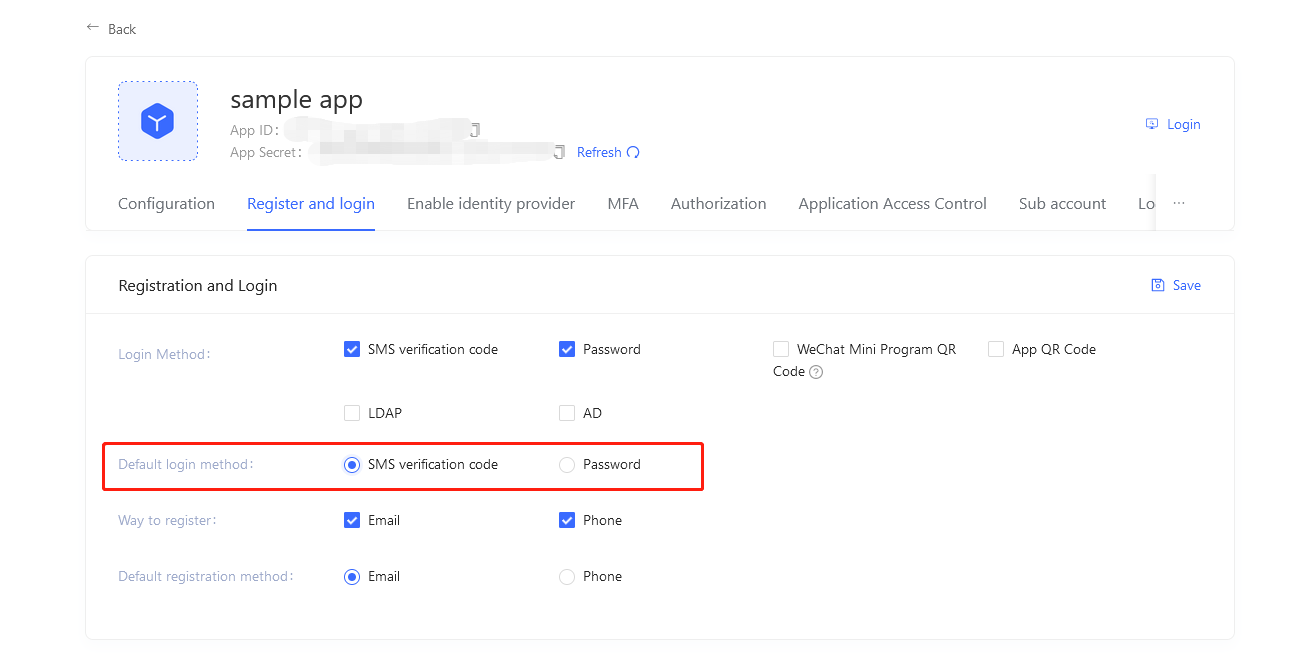 Back
sample app
App ID:
App Secret: Refresh
Login
Configuration Register and login Enable identity provider MFA Authorization Application Access Control Sub account Lo ···
Registration and Login Save
Login Method: SMS verification code Password WeChat Mini Program QR Code ? App QR Code
LDAP AD
Default login method: SMS verification code Password
Way to register: Email Phone
Default registration method: Email Phone